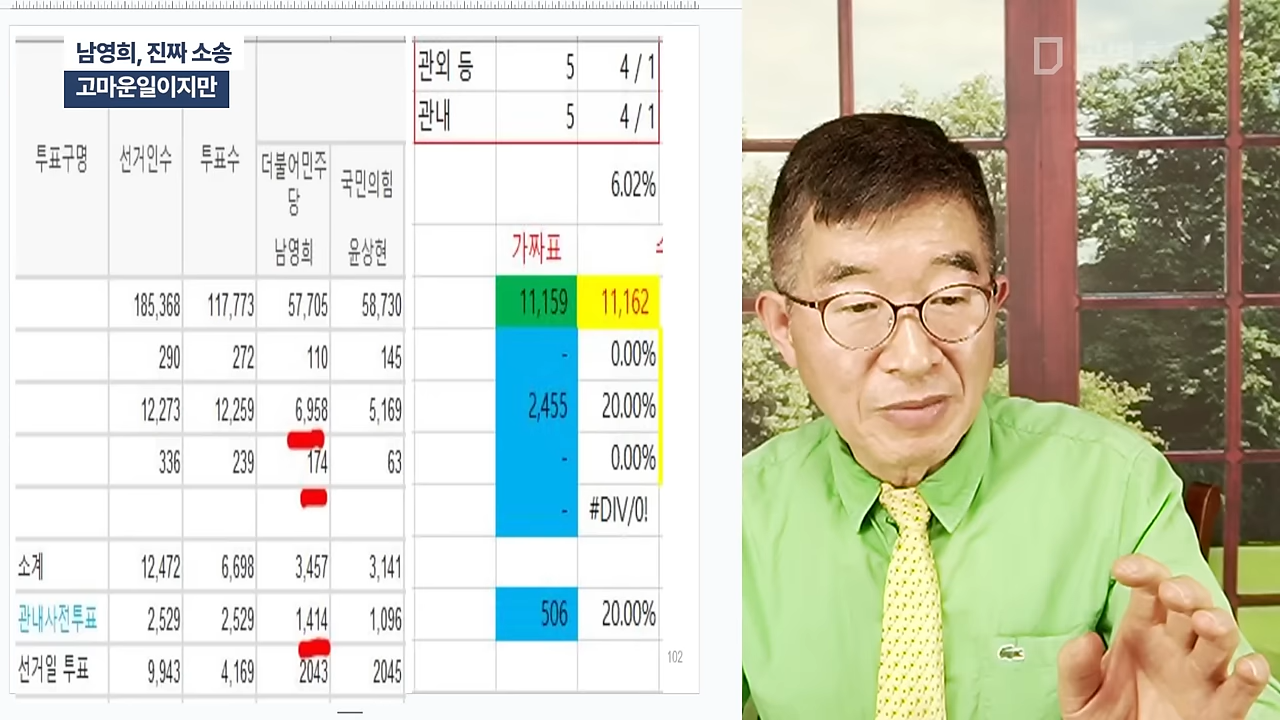 남영희, 진짜 소송
고마운일이지만
투표구명 선거인수 투표수 더불어민주당 국민의힘
남영희 윤상현
185,368 117,773 57,705 58,730
290 272 110 145
12,273 12,259 6,958 5,169
336 239 174 63
소계 12,472 6,698 3,457 3,141
관내사전투표 2,529 2,529 1,414 1,096
선거일 투표 9,943 4,169 2043 2045
관외 등 5 4 / 1
관내 5 4 / 1
6.02%
가짜표
11,159 11,162
- 0.00%
2,455 20.00%
- 0.00%
- #DIV/0!
506 20.00%
102